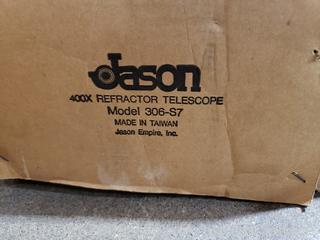 Jason
400X REFRACTOR TELESCOPE
Model 306-S7
MADE IN TAIWAN
Jason Empire, Inc.